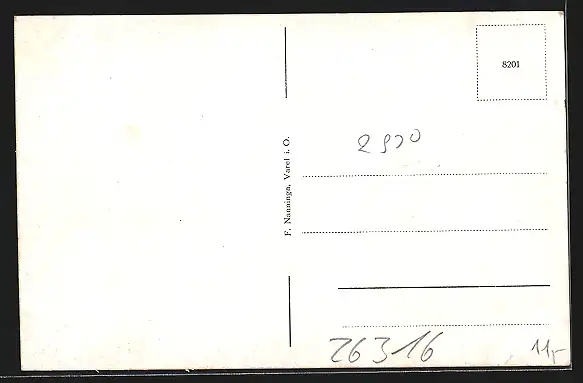 8201
2970
F. Nanninga, Varel i. O.
26316
11,-